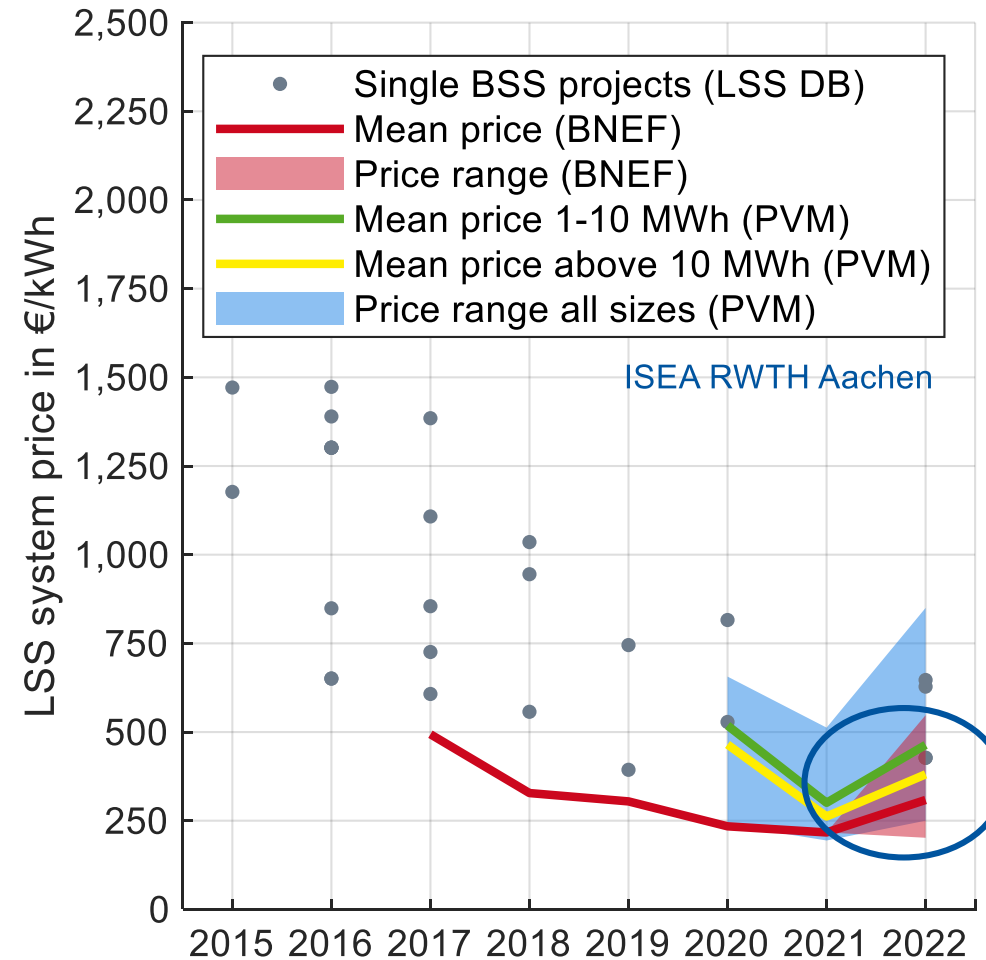 2,500
2,250
2,000
1,750
1,500
1,250
1,000
750
500
250
0
LSS system price in €/kWh
Single BSS projects (LSS DB)
Mean price (BNEF)
Price range (BNEF)
Mean price 1-10 MWh (PVM)
Mean price above 10 MWh (PVM)
Price range all sizes (PVM)
ISEA RWTH Aachen
2015 2016 2017 2018 2019 2020 2021 2022